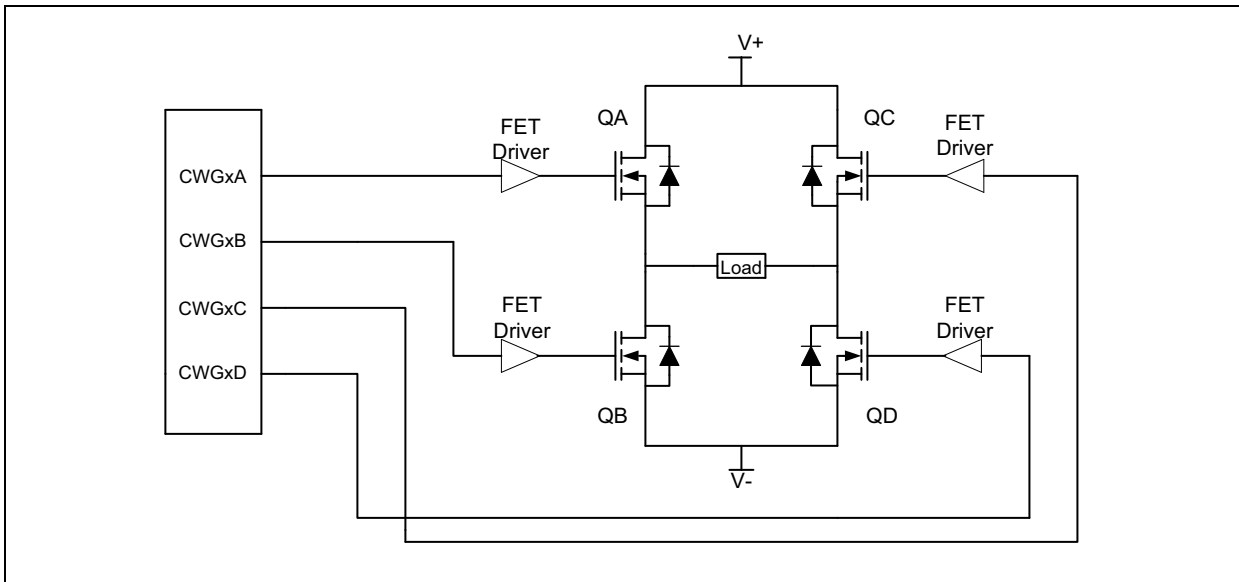 V+
QA
QC
FET
Driver
FET
Driver
CWGxA
CWGxB
CWGxC
CWGxD
Load
FET
Driver
FET
Driver
QB
QD
V-